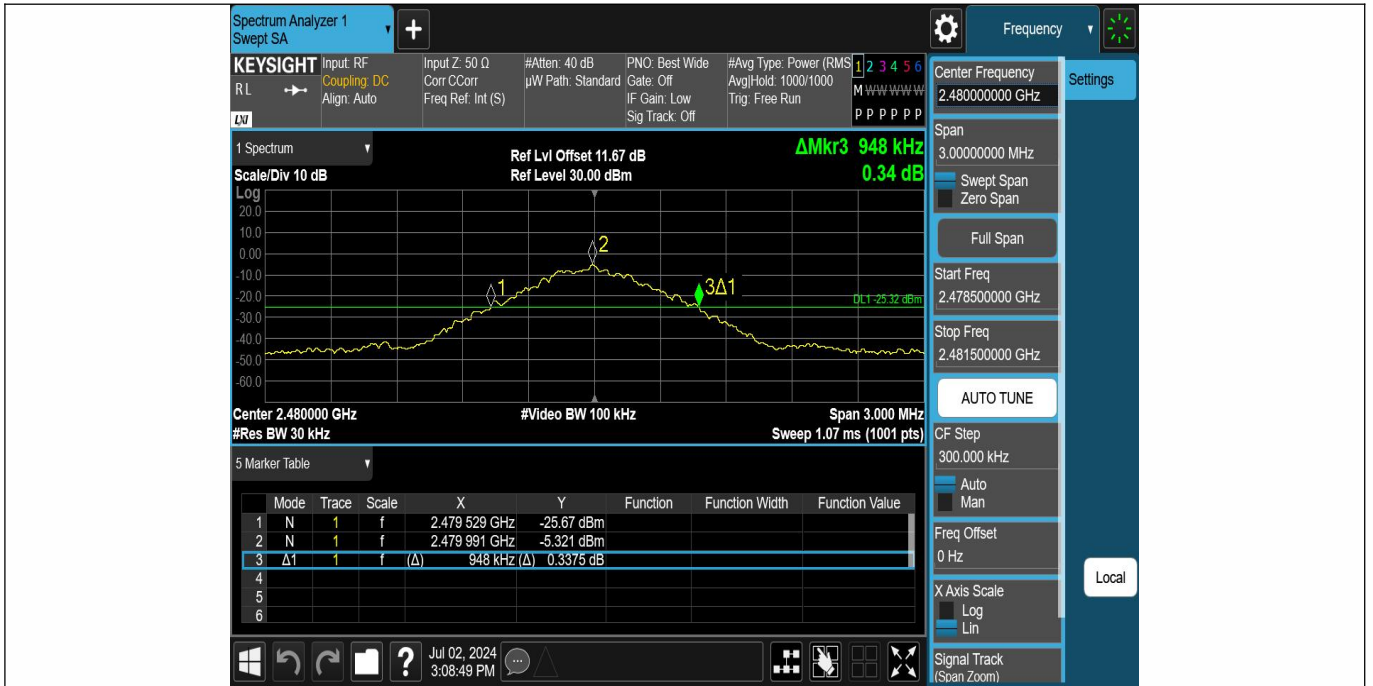 Spectrum Analyzer 1
Swept SA
+
Frequency
KEYSIGHT
RL
LXI
Input: RF
Coupling: DC
Align: Auto
Input Z: 50 Ω
Corr CCorr
Freq Ref: Int (S)
#Atten: 40 dB
µW Path: Standard
PNO: Best Wide
Gate: Off
IF Gain: Low
Sig Track: Off
#Avg Type: Power (RMS
Avg|Hold: 1000/1000
Trig: Free Run
1 2 3 4 5 6
M W W W W W
P P P P P P
Center Frequency
2.480000000 GHz
Settings
Span
3.00000000 MHz
Swept Span
Zero Span
Full Span
Start Freq
2.478500000 GHz
Stop Freq
2.481500000 GHz
AUTO TUNE
CF Step
300.000 kHz
Auto
Man
Freq Offset
0 Hz
X Axis Scale
Log
Lin
Signal Track
(Span Zoom)
Local
1 Spectrum
Scale/Div 10 dB
Ref Lvl Offset 11.67 dB
Ref Level 30.00 dBm
ΔMkr3 948 kHz
0.34 dB
Log
20.0
10.0
0.00
-10.0
-20.0
-30.0
-40.0
-50.0
-60.0
1
2
3Δ1
DL1 -25.32 dBm
Center 2.480000 GHz
#Video BW 100 kHz
Span 3.000 MHz
#Res BW 30 kHz
Sweep 1.07 ms (1001 pts)
5 Marker Table
Mode Trace Scale X Y Function Function Width Function Value
1 N 1 f 2.479 529 GHz -25.67 dBm
2 N 1 f 2.479 991 GHz -5.321 dBm
3 Δ1 1 f (Δ) 948 kHz (Δ) 0.3375 dB
4
5
6
?
Jul 02, 2024
3:08:49 PM